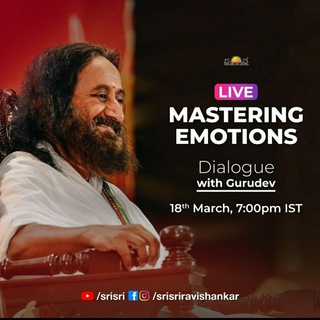 LIVE
MASTERING
EMOTIONS
Dialogue
with Gurudev
18th March, 7:00pm IST
/srisri /srisriravishankar